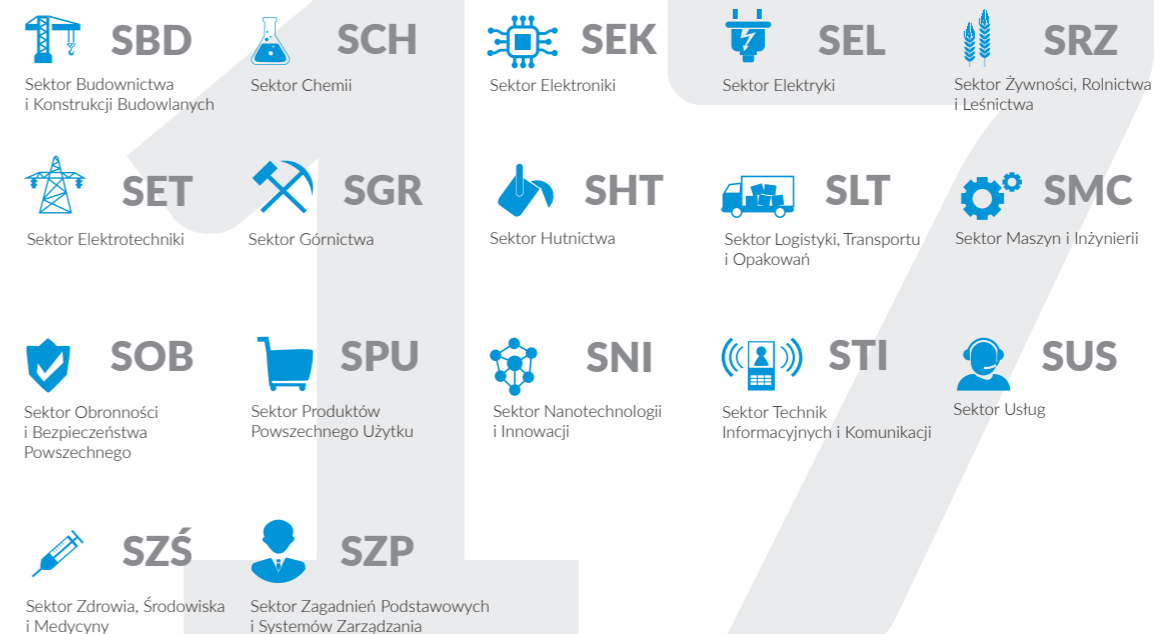 SBD
Sektor Budownictwa
i Konstrukcji Budowlanych
SCH
Sektor Chemii
SEK
Sektor Elektroniki
SEL
Sektor Elektryki
SRZ
Sektor Żywności, Rolnictwa
i Leśnictwa
SET
Sektor Elektrotechniki
SGR
Sektor Górnictwa
SHT
Sektor Hutnictwa
SLT
Sektor Logistyki, Transportu
i Opakowań
SMC
Sektor Maszyn i Inżynierii
SOB
Sektor Obronności
i Bezpieczeństwa
Powszechnego
SPU
Sektor Produktów
Powszechnego Użytku
SNI
Sektor Nanotechnologii
i Innowacji
STI
Sektor Technik
Informacyjnych i Komunikacji
SUS
Sektor Usług
SZŚ
Sektor Zdrowia, Środowiska
i Medycyny
SZP
Sektor Zagadnień Podstawowych
i Systemów Zarządzania
17